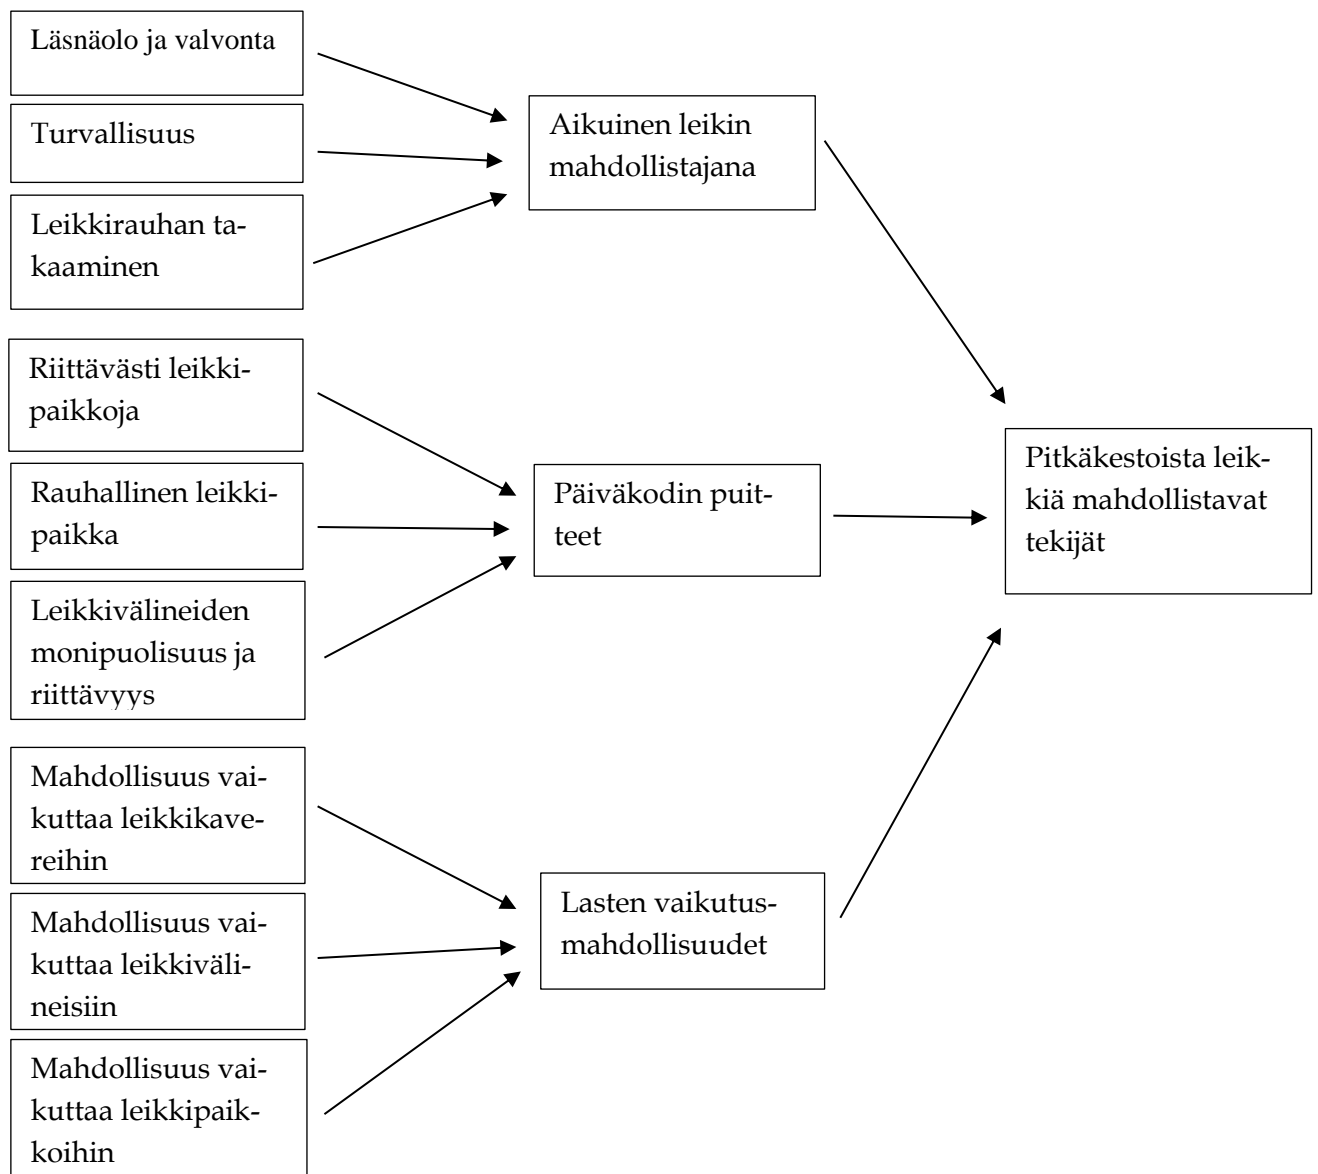 Läsnäolo ja valvonta
Turvallisuus
Leikkirauhan ta-
kaaminen
Aikuinen leikin
mahdollistajana
Riittävästi leikki-
paikkoja
Rauhallinen leikki-
paikka
Leikkivälineiden
monipuolisuus ja
riittävyys
Päiväkodin puit-
teet
Pitkäkestoista leik-
kiä mahdollistavat
tekijät
Mahdollisuus vai-
kuttaa leikkikave-
reihin
Mahdollisuus vai-
kuttaa leikkiväli-
neisiin
Mahdollisuus vai-
kuttaa leikkipaik-
koihin
Lasten vaikutus-
mahdollisuudet